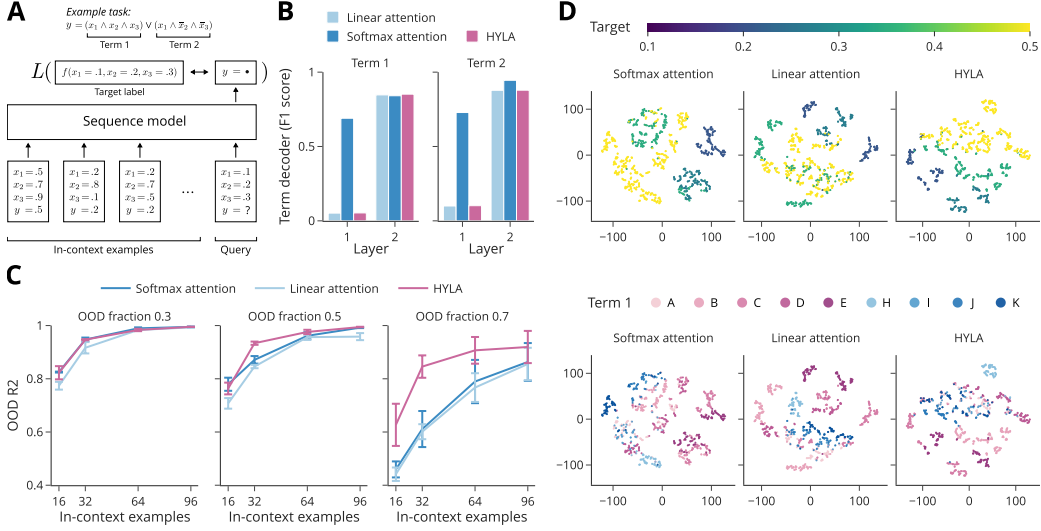 A
Example task:
y = (x₁ ∧ x₂ ∧ x₃) ∨ (x₁ ∧ x̅₂ ∧ x̅₃)
Term 1 Term 2
L( f(x₁ = .1, x₂ = .2, x₃ = .3) y = • )
Target label
Sequence model
x₁ = .5 x₁ = .2 x₁ = .2 x₁ = .1
x₂ = .7 x₂ = .8 x₂ = .7 x₂ = .2
x₃ = .9 x₃ = .1 x₃ = .5 x₃ = .3
y = .5 y = .2 y = .2 ... y = ?
In-context examples Query
B
Linear attention
Softmax attention HYLA
Term 1 Term 2
Term decoder (F1 score)
1
0.5
0
1 2 1 2
Layer Layer
C
Softmax attention Linear attention HYLA
OOD fraction 0.3 OOD fraction 0.5 OOD fraction 0.7
OOD R2
1
0.8
0.6
0.4
16 32 64 96 16 32 64 96 16 32 64 96
In-context examples In-context examples In-context examples
D
Target
0.1 0.2 0.3 0.4 0.5
Softmax attention Linear attention HYLA
100
0
−100
−100 0 100 −100 0 100 −100 0 100
Term 1 A B C D E H I J K
Softmax attention Linear attention HYLA
100
0
−100
−100 0 100 −100 0 100 −100 0 100